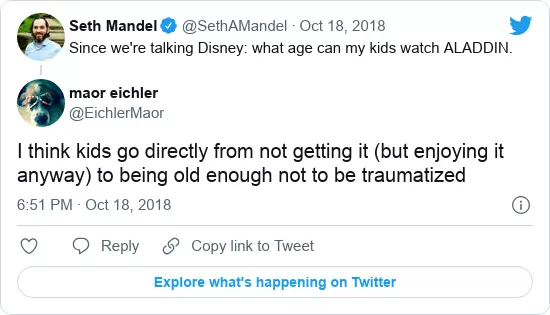 Seth Mandel @SethAMandel · Oct 18, 2018
Since we're talking Disney: what age can my kids watch ALADDIN.
maor eichler
@EichlerMaor
I think kids go directly from not getting it (but enjoying it
anyway) to being old enough not to be traumatized
6:51 PM · Oct 18, 2018
Reply
Copy link to Tweet
Explore what's happening on Twitter